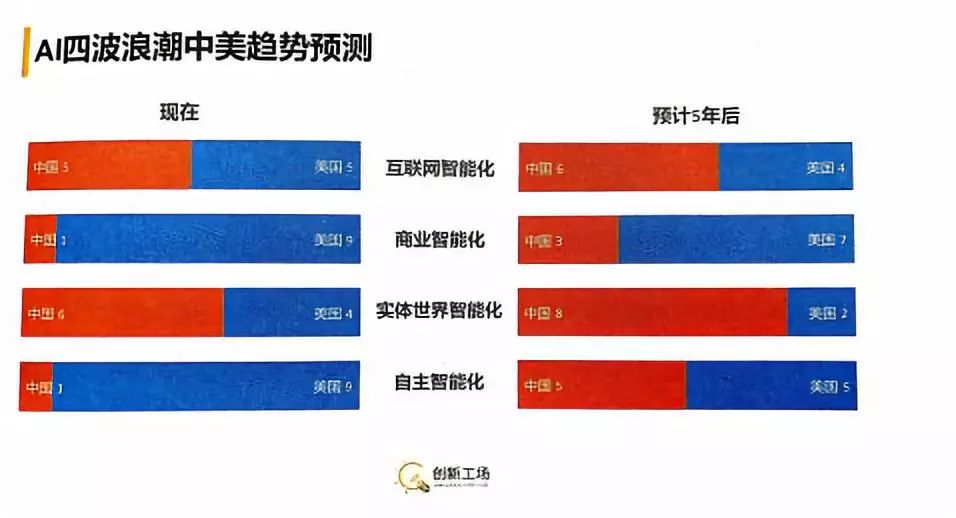 AI四波浪潮中美趋势预测
现在
预计5年后
中国 5 美国 5
互联网智能化
中国 6 美国 4
中国 1 美国 9
商业智能化
中国 3 美国 7
中国 6 美国 4
实体世界智能化
中国 8 美国 2
中国 1 美国 9
自主智能化
中国 5 美国 5
创新工场